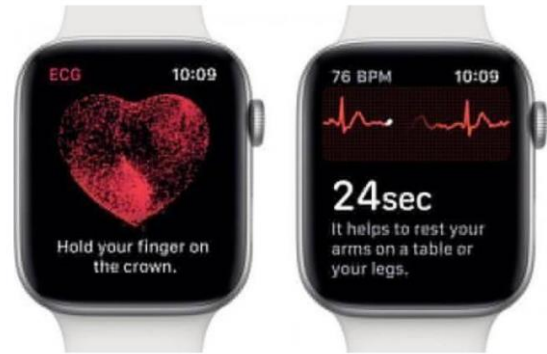 ECG 10:09
Hold your finger on
the crown.
76 BPM 10:09
24sec
It helps to rest your
arms on a table or
your legs.